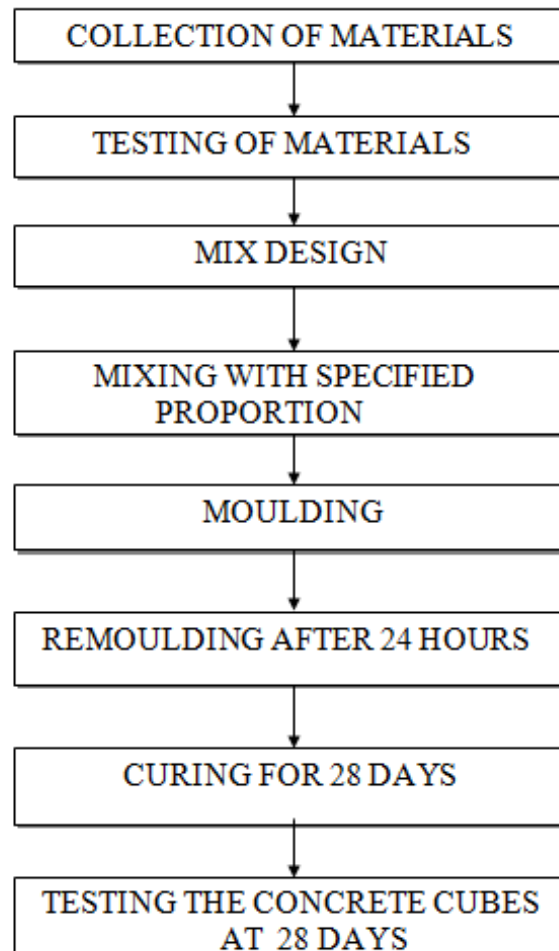 COLLECTION OF MATERIALS
TESTING OF MATERIALS
MIX DESIGN
MIXING WITH SPECIFIED
PROPORTION
MOULDING
REMOULDING AFTER 24 HOURS
CURING FOR 28 DAYS
TESTING THE CONCRETE CUBES
AT 28 DAYS